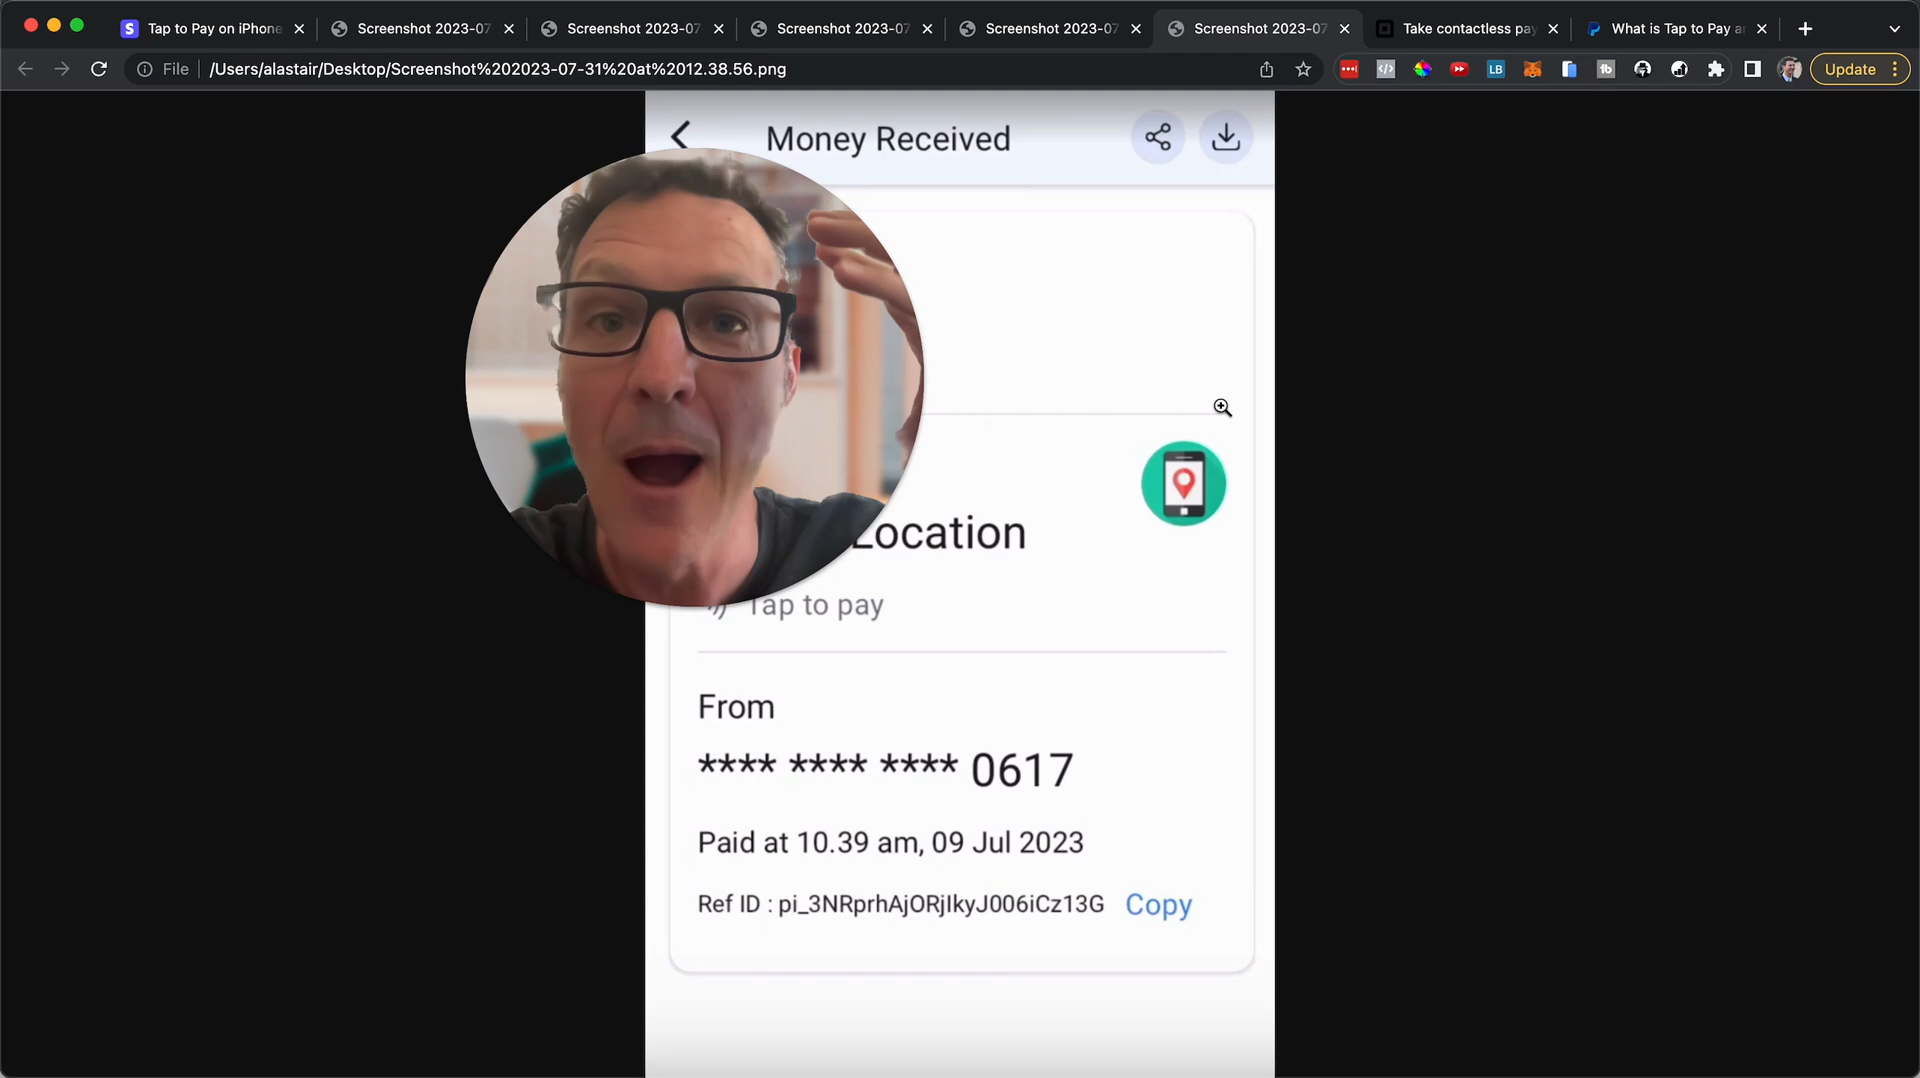 Tap to Pay on iPhone
Screenshot 2023-07
Screenshot 2023-07
Screenshot 2023-07
Screenshot 2023-07
Screenshot 2023-07
Take contactless pay
What is Tap to Pay a
File
/Users/alastair/Desktop/Screenshot%202023-07-31%20at%2012.38.56.png
LB
Update
Money Received
Location
Tap to pay
From
**** **** **** 0617
Paid at 10.39 am, 09 Jul 2023
Ref ID : pi_3NRprhAjORjIkyJ006iCz13G Copy